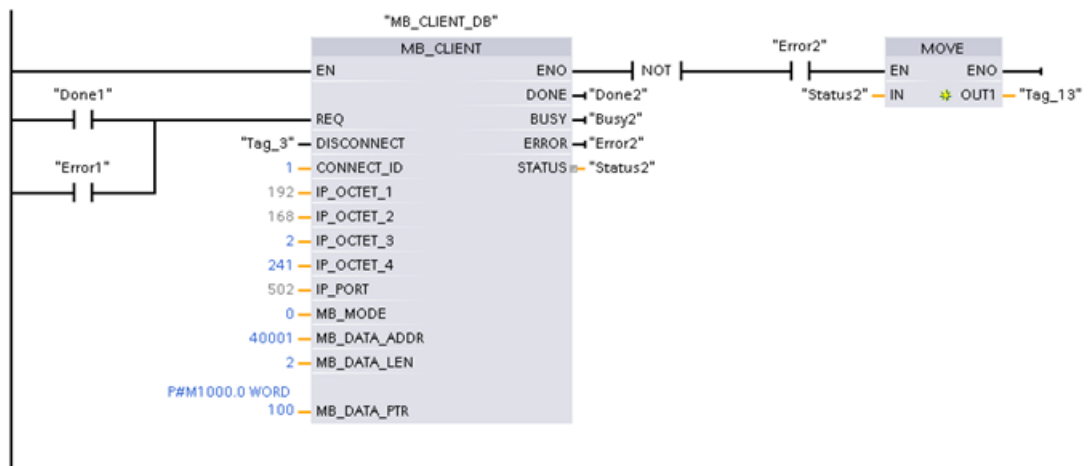 "MB_CLIENT_DB"
MB_CLIENT
"Error2"
MOVE
EN ENO NOT EN ENO
"Done1" DONE "Done2" "Status2" IN OUT1 "Tag_13"
REQ BUSY "Busy2"
"Tag_3" DISCONNECT ERROR "Error2"
"Error1" 1 CONNECT_ID STATUS "Status2"
192 IP_OCTET_1
168 IP_OCTET_2
2 IP_OCTET_3
241 IP_OCTET_4
502 IP_PORT
0 MB_MODE
40001 MB_DATA_ADDR
2 MB_DATA_LEN
P#M1000.0 WORD
100 MB_DATA_PTR